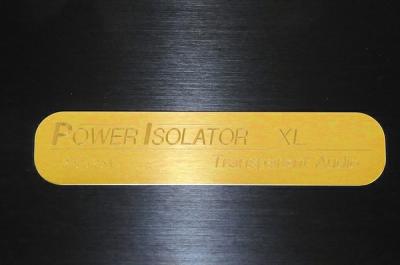 POWER ISOLATOR XL
Transparent Audio